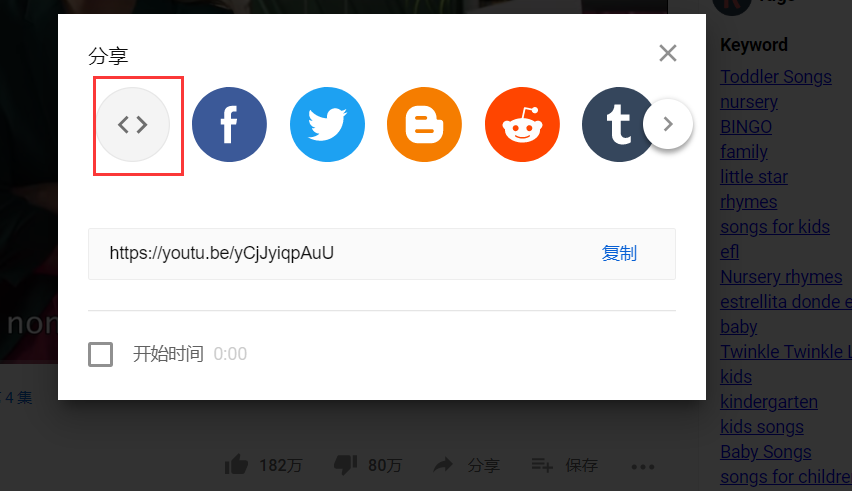 分享
https://youtu.be/yCjJyiqpAuU
复制
开始时间 0:00
non
4 集
182万
80万
分享
保存
Keyword
Toddler Songs
nursery
BINGO
family
little star
rhymes
songs for kids
efl
Nursery rhymes
estrellita donde e
baby
Twinkle Twinkle L
kids
kindergarten
kids songs
Baby Songs
songs for childre